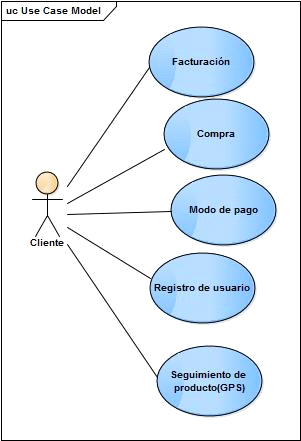 uc Use Case Model
Facturación
Compra
Modo de pago
Cliente
Registro de usuario
Seguimiento de
producto(GPS)